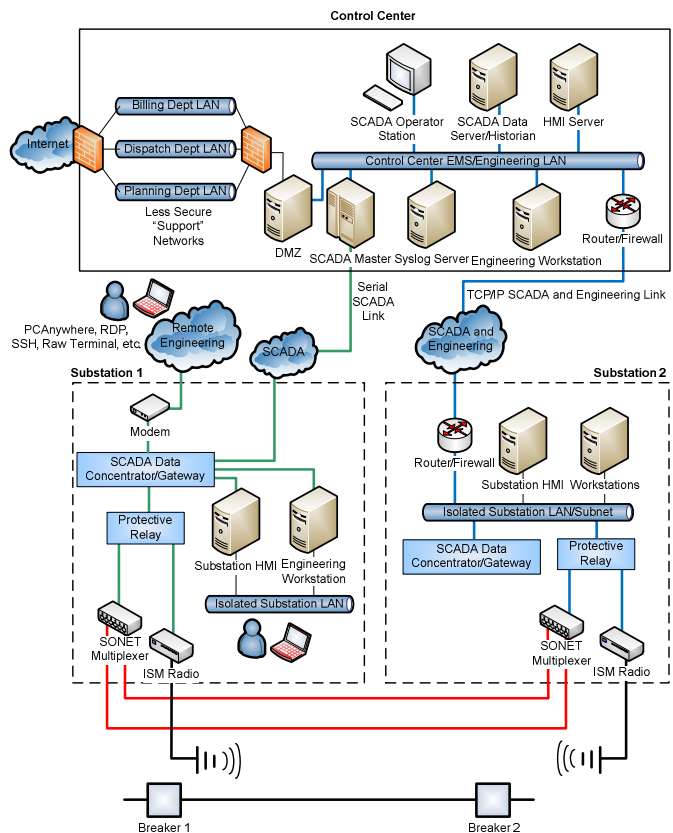 Control Center
Internet
Billing Dept LAN
Dispatch Dept LAN
Planning Dept LAN
Less Secure
“Support”
Networks
SCADA Operator
Station
SCADA Data
Server/Historian
HMI Server
Control Center EMS/Engineering LAN
DMZ
SCADA Master
Syslog Server
Engineering Workstation
Router/Firewall
Serial
SCADA
Link
TCP/IP SCADA and Engineering Link
PCAnywhere, RDP,
SSH, Raw Terminal, etc.
Remote
Engineering
SCADA
SCADA and
Engineering
Substation 1
Modem
SCADA Data
Concentrator/Gateway
Protective
Relay
Substation HMI
Engineering
Workstation
Isolated Substation LAN
SONET
Multiplexer
ISM Radio
Substation 2
Router/Firewall
Substation HMI
Workstations
Isolated Substation LAN/Subnet
SCADA Data
Concentrator/Gateway
Protective
Relay
SONET
Multiplexer
ISM Radio
Breaker 1
Breaker 2